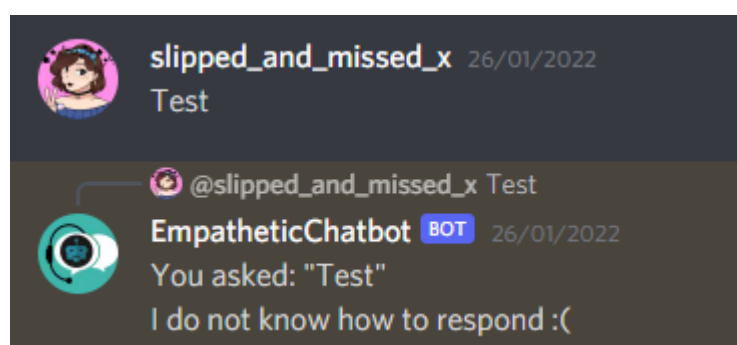 slipped_and_missed_x 26/01/2022
Test
@slipped_and_missed_x Test
EmpatheticChatbot BOT 26/01/2022
You asked: "Test"
I do not know how to respond :(